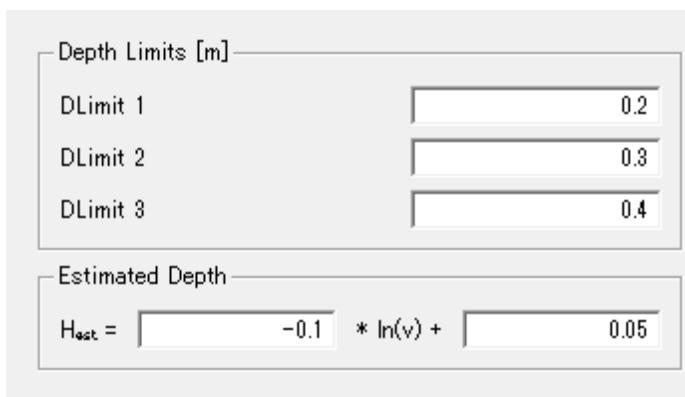 Depth Limits [m]
DLimit 1 0.2
DLimit 2 0.3
DLimit 3 0.4
Estimated Depth
Hest = -0.1 * ln(v) + 0.05